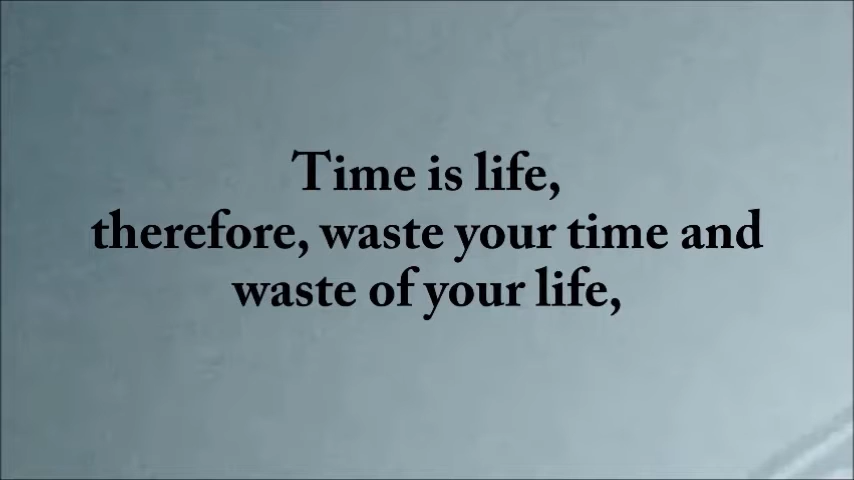 Time is life,
therefore, waste your time and
waste of your life,